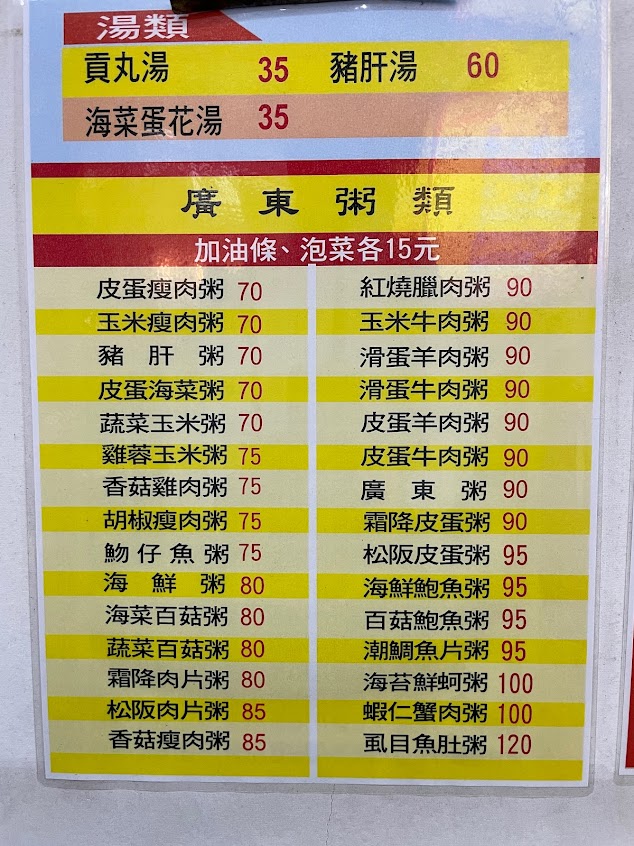 湯類
貢丸湯 35 豬肝湯 60
海菜蛋花湯 35
廣東粥類
加油條、泡菜各15元
皮蛋瘦肉粥 70
玉米瘦肉粥 70
豬肝粥 70
皮蛋海菜粥 70
蔬菜玉米粥 70
雞蓉玉米粥 75
香菇雞肉粥 75
胡椒瘦肉粥 75
魩仔魚粥 75
海鮮粥 80
海菜百菇粥 80
蔬菜百菇粥 80
霜降肉片粥 80
松阪肉片粥 85
香菇瘦肉粥 85
紅燒臘肉粥 90
玉米牛肉粥 90
滑蛋羊肉粥 90
滑蛋牛肉粥 90
皮蛋羊肉粥 90
皮蛋牛肉粥 90
廣東粥 90
霜降皮蛋粥 90
松阪皮蛋粥 95
海鮮鮑魚粥 95
百菇鮑魚粥 95
潮鯛魚片粥 95
海苔鮮蚵粥 100
蝦仁蟹肉粥 100
虱目魚肚粥 120